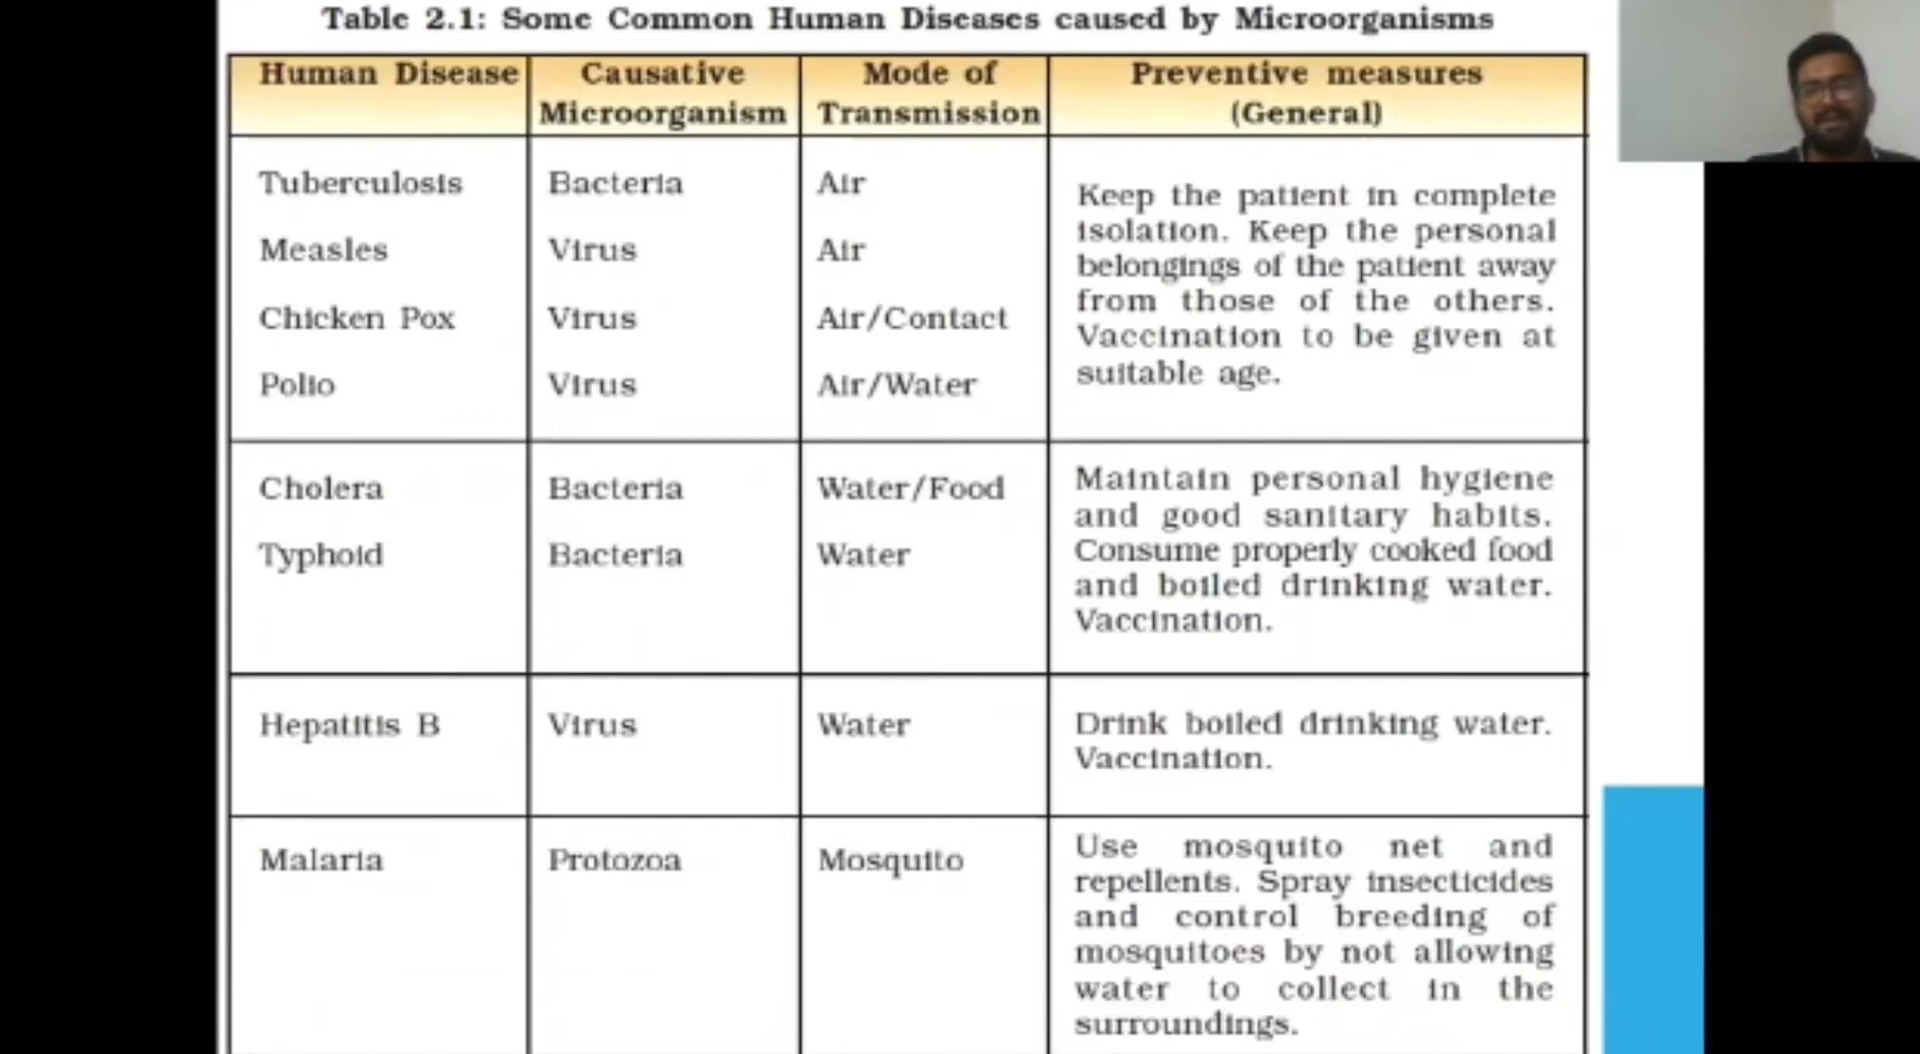 Table 2.1: Some Common Human Diseases caused by Microorganisms
Human Disease
Causative
Microorganism
Mode of
Transmission
Preventive measures
(General)
Tuberculosis
Bacteria
Air
Measles
Virus
Air
Chicken Pox
Virus
Air/Contact
Polio
Virus
Air/Water
Keep the patient in complete
isolation. Keep the personal
belongings of the patient away
from those of the others.
Vaccination to be given at
suitable age.
Cholera
Bacteria
Water/Food
Typhoid
Bacteria
Water
Maintain personal hygiene
and good sanitary habits.
Consume properly cooked food
and boiled drinking water.
Vaccination.
Hepatitis B
Virus
Water
Drink boiled drinking water.
Vaccination.
Malaria
Protozoa
Mosquito
Use mosquito net and
repellents. Spray insecticides
and control breeding of
mosquitoes by not allowing
water to collect in the
surroundings.